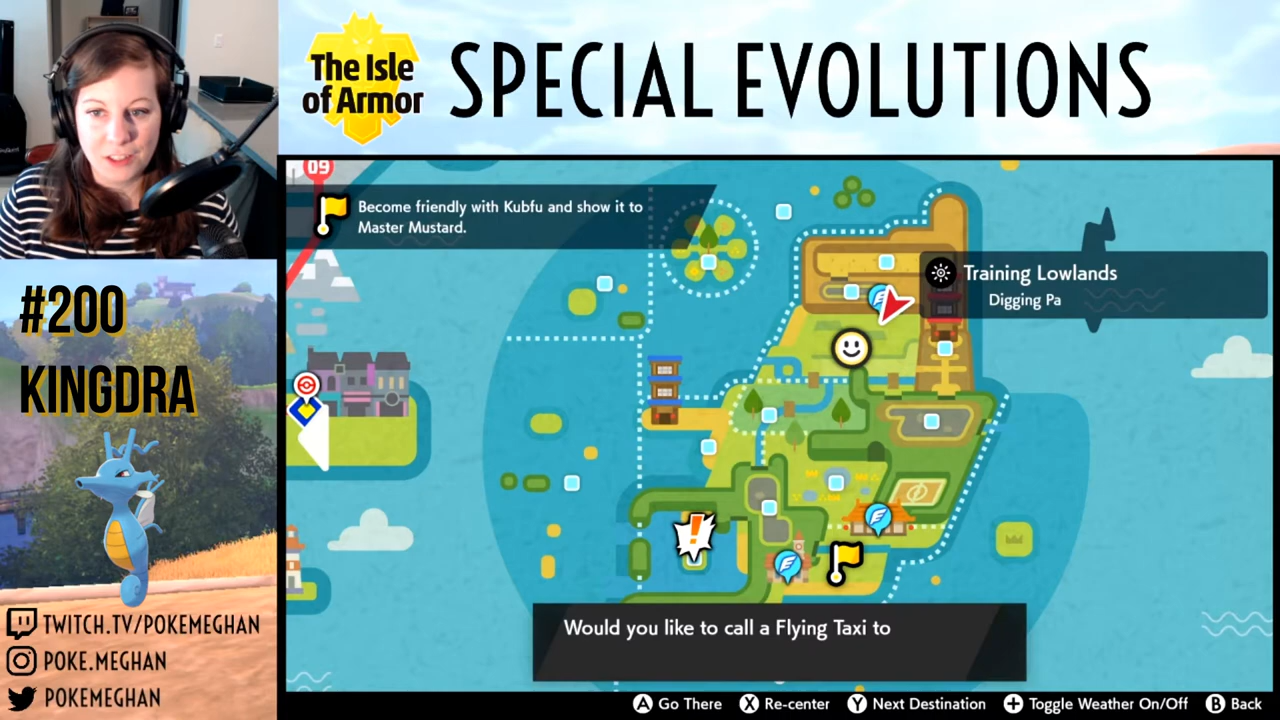 The Isle
of Armor
SPECIAL EVOLUTIONS
09
Become friendly with Kubfu and show it to
Master Mustard.
Training Lowlands
Digging Pa
#200
KINGDRA
Would you like to call a Flying Taxi to
TWITCH.TV/POKEMEGHAN
POKE.MEGHAN
POKEMEGHAN
A Go There X Re-center Y Next Destination + Toggle Weather On/Off B Back